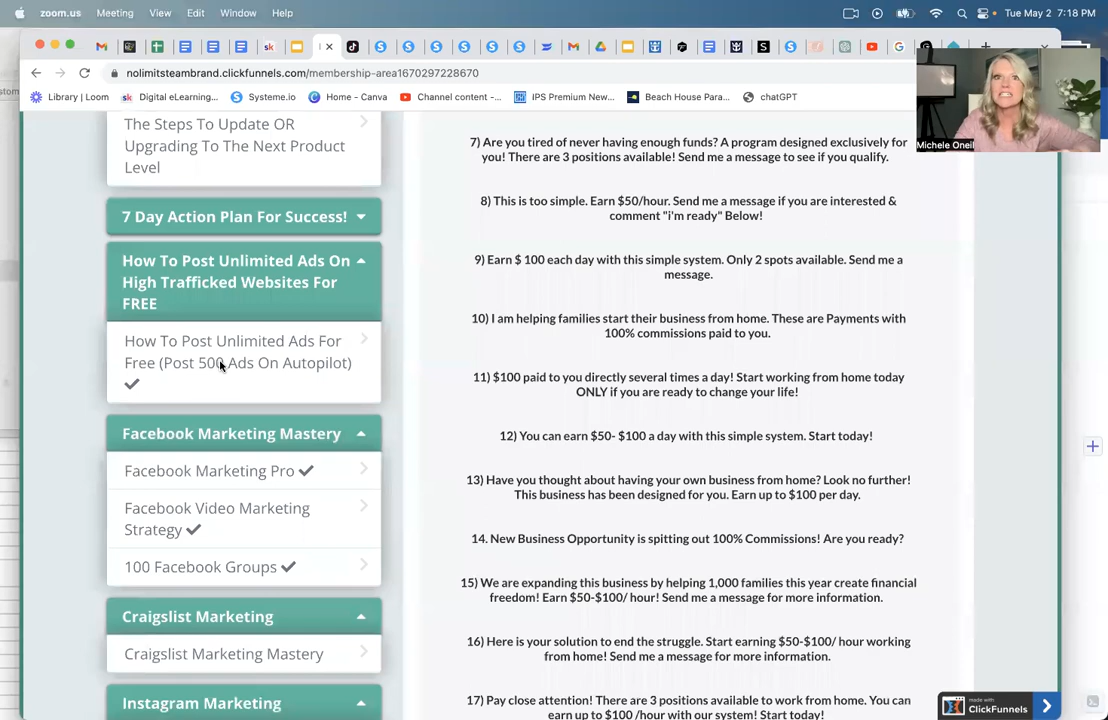 zoom.us Meeting View Edit Window Help Tue May 2 7:18 PM
nolimitsteambrand.clickfunnels.com/membership-area1670297228670
Library | Loom Digital eLearning... Systeme.io Home - Canva Channel content -... IPS Premium New... Beach House Para... chatGPT
Michele Oneil
The Steps To Update OR
Upgrading To The Next Product
Level
7 Day Action Plan For Success!
How To Post Unlimited Ads On
High Trafficked Websites For
FREE
How To Post Unlimited Ads For
Free (Post 500 Ads On Autopilot)
Facebook Marketing Mastery
Facebook Marketing Pro
Facebook Video Marketing
Strategy
100 Facebook Groups
Craigslist Marketing
Craigslist Marketing Mastery
Instagram Marketing
7) Are you tired of never having enough funds? A program designed exclusively for
you! There are 3 positions available! Send me a message to see if you qualify.
8) This is too simple. Earn $50/hour. Send me a message if you are interested &
comment "i'm ready" Below!
9) Earn $ 100 each day with this simple system. Only 2 spots available. Send me a
message.
10) I am helping families start their business from home. These are Payments with
100% commissions paid to you.
11) $100 paid to you directly several times a day! Start working from home today
ONLY if you are ready to change your life!
12) You can earn $50- $100 a day with this simple system. Start today!
13) Have you thought about having your own business from home? Look no further!
This business has been designed for you. Earn up to $100 per day.
14. New Business Opportunity is spitting out 100% Commissions! Are you ready?
15) We are expanding this business by helping 1,000 families this year create financial
freedom! Earn $50-$100/ hour! Send me a message for more information.
16) Here is your solution to end the struggle. Start earning $50-$100/ hour working
from home! Send me a message for more information.
17) Pay close attention! There are 3 positions available to work from home. You can
earn up to $100 /hour with our system! Start today!
made with
ClickFunnels